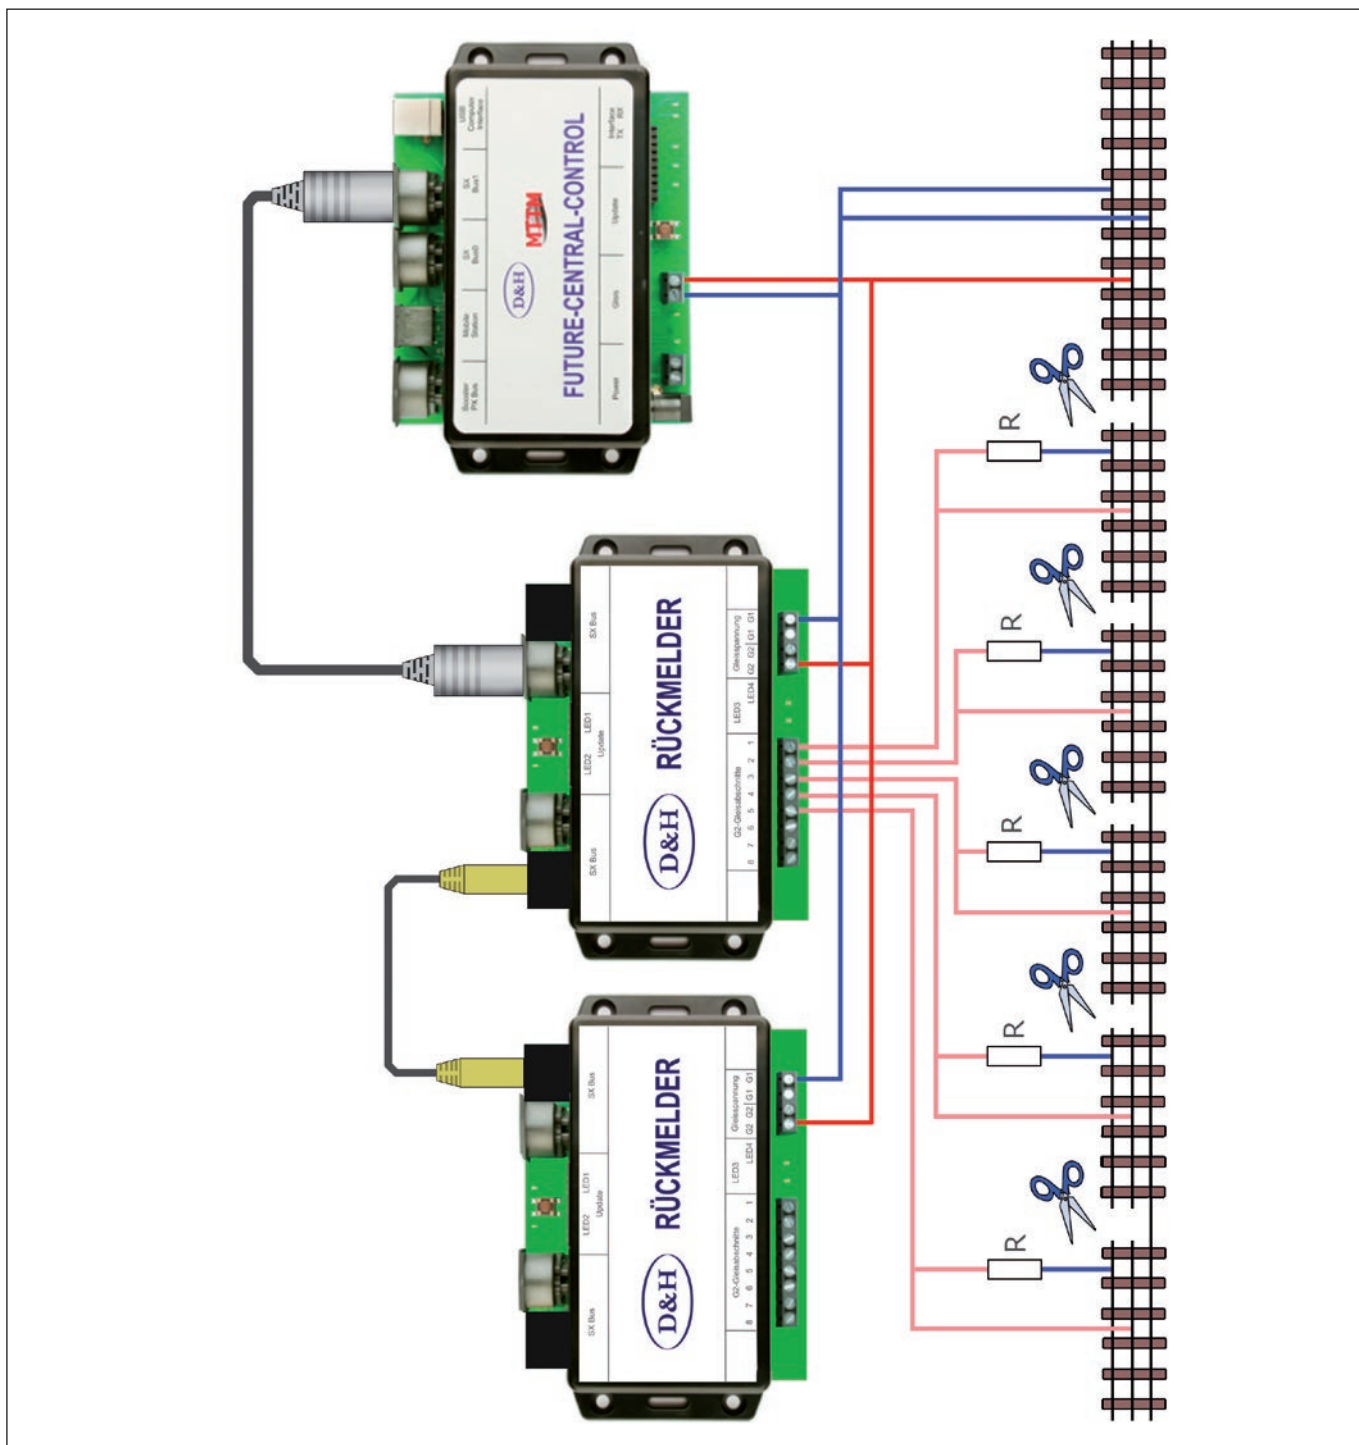 USB
Computer
Interface
SX
Bus1
SX
Bus0
Mobile
Station
Booster
PX Bus
D&H
MTTM
FUTURE-CENTRAL-CONTROL
Interface
TX RX
Update
Gleis
Power
SX Bus
LED2 LED1
Update
SX Bus
D&H RÜCKMELDER
Gleisspannung
G2 G2 G1 G1
LED3
LED4
G2-Gleisabschnitte
8 7 6 5 4 3 2 1
SX Bus
LED2 LED1
Update
SX Bus
D&H RÜCKMELDER
Gleisspannung
G2 G2 G1 G1
LED3
LED4
G2-Gleisabschnitte
8 7 6 5 4 3 2 1
R
R
R
R
R